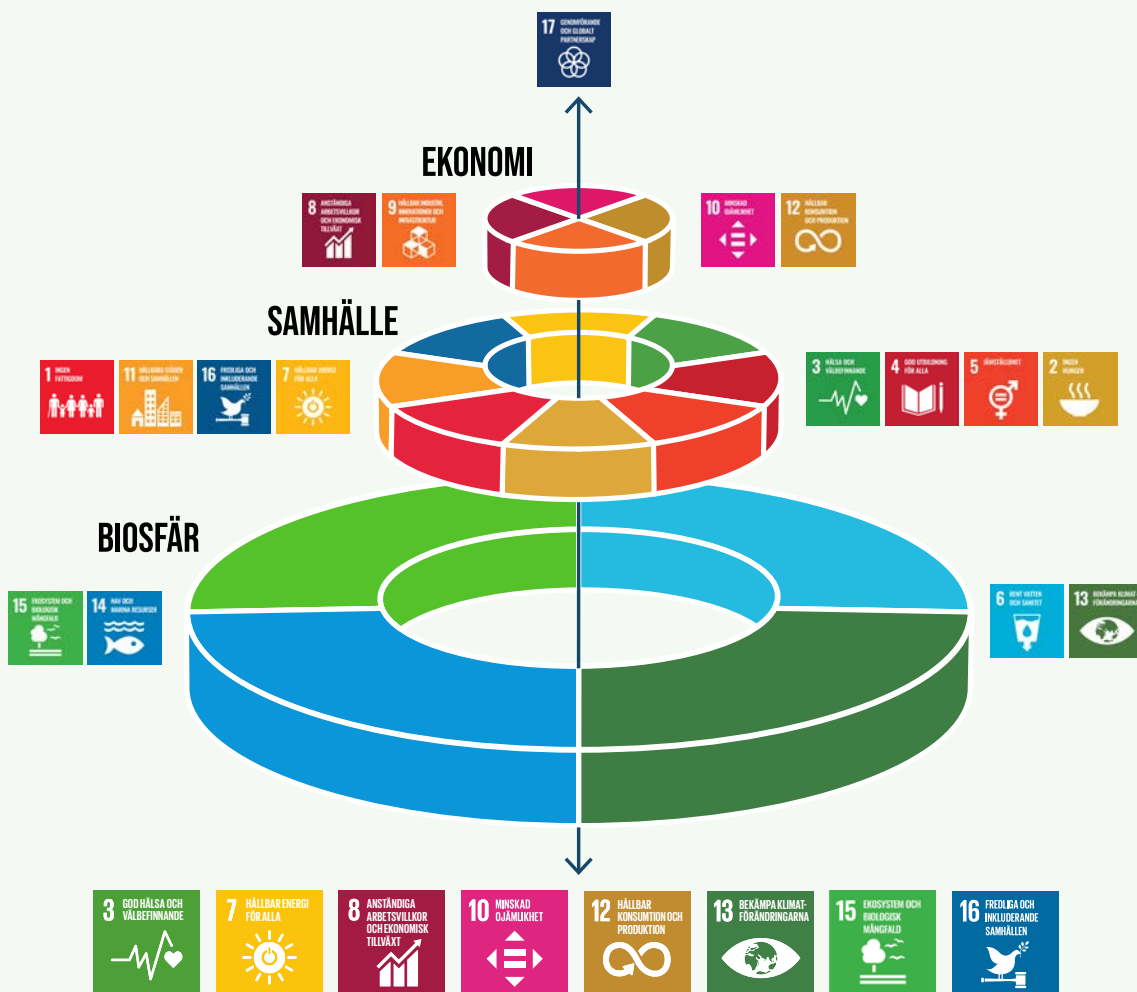 17 GENOMFÖRANDE
OCH GLOBALT
PARTNERSKAP
EKONOMI
8 ANSTÄNDIGA
ARBETSVILLKOR
OCH EKONOMISK
TILLVÄXT
9 HÅLLBAR INDUSTRI,
INNOVATIONER OCH
INFRASTRUKTUR
10 MINSKAD
OJÄMLIKHET
12 HÅLLBAR
KONSUMTION
OCH PRODUKTION
SAMHÄLLE
1 INGEN
FATTIGDOM
11 HÅLLBARA STÄDER
OCH SAMHÄLLEN
16 FREDLIGA OCH
INKLUDERANDE
SAMHÄLLEN
7 HÅLLBAR ENERGI
FÖR ALLA
3 HÄLSA OCH
VÄLBEFINNANDE
4 GOD UTBILDNING
FÖR ALLA
5 JÄMSTÄLLDHET
2 INGEN
HUNGER
BIOSFÄR
15 EKOSYSTEM OCH
BIOLOGISK
MÅNGFALD
14 HAV OCH
MARINA RESURSER
6 RENT VATTEN
OCH SANITET
13 BEKÄMPA KLIMAT-
FÖRÄNDRINGARNA
3 GOD HÄLSA OCH
VÄLBEFINNANDE
7 HÅLLBAR ENERGI
FÖR ALLA
8 ANSTÄNDIGA
ARBETSVILLKOR
OCH EKONOMISK
TILLVÄXT
10 MINSKAD
OJÄMLIKHET
12 HÅLLBAR
KONSUMTION OCH
PRODUKTION
13 BEKÄMPA KLIMAT-
FÖRÄNDRINGARNA
15 EKOSYSTEM OCH
BIOLOGISK
MÅNGFALD
16 FREDLIGA OCH
INKLUDERANDE
SAMHÄLLEN